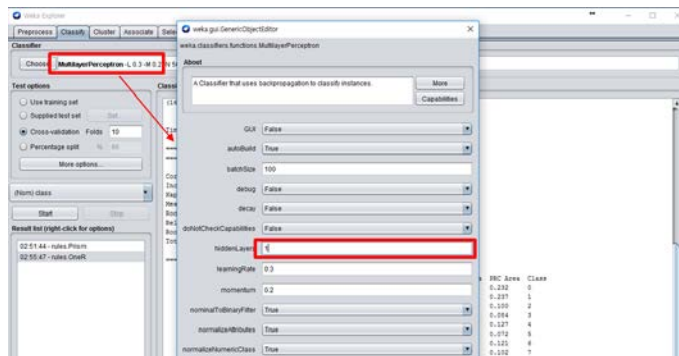 Weka Explorer
Preprocess Classify Cluster Associate
Classifier
MultilayerPerceptron -L 0.3 -M 0.2
Test options
Use training set
Supplied test set Set...
Cross-validation Folds 10
Percentage split % 66
More options...
(Nom) class
Start Stop
Result list (right-click for options)
02:51:44 - rules.Prism
02:55:47 - rules.OneR
weka.gui.GenericObjectEditor
weka.classifiers.functions.MultilayerPerceptron
About
A Classifier that uses backpropagation to classify instances.
More
Capabilities
GUI False
autoBuild True
batchSize 100
debug False
decay False
doNotCheckCapabilities False
hiddenLayers 1
learningRate 0.3
momentum 0.2
nominalToBinaryFilter True
normalizeAttributes True
normalizeNumericClass True
PRC Area Class
0.232 0
0.237 1
0.100 2
0.084 3
0.127 4
0.072 5
0.121 6
0.102 7